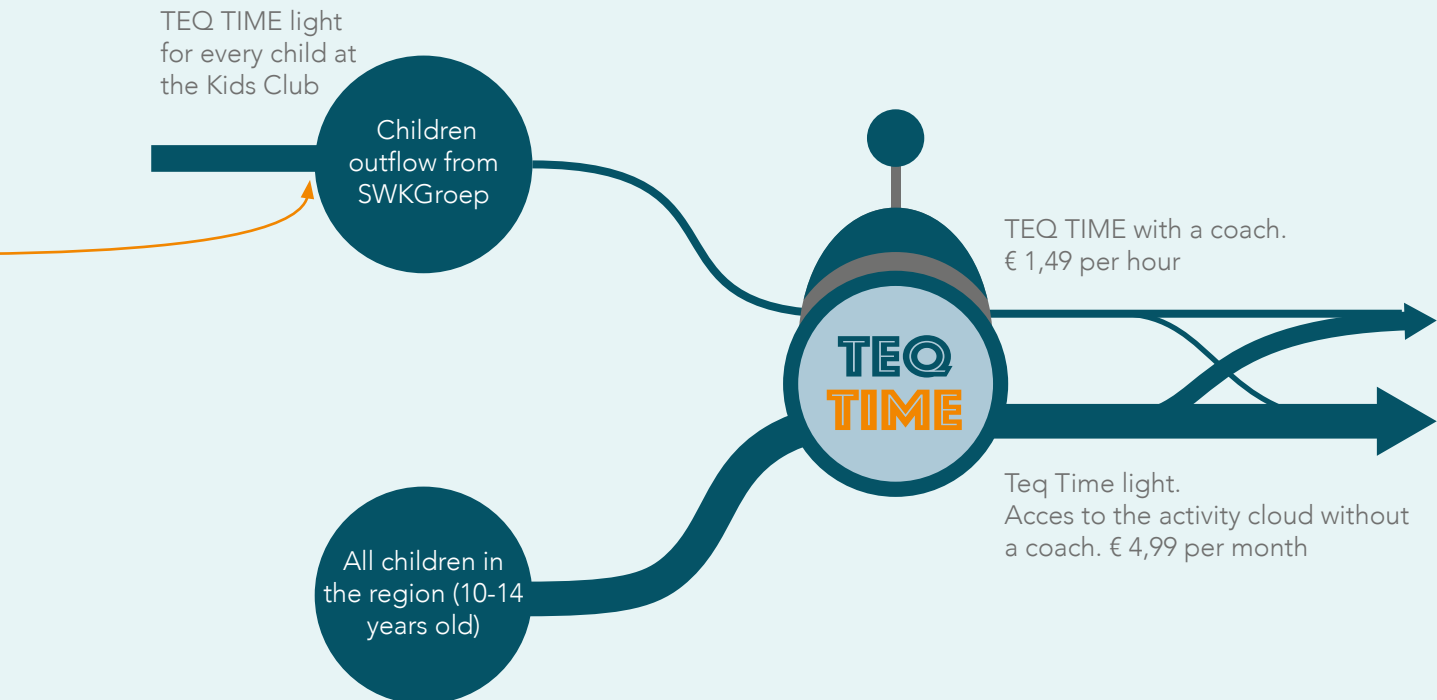 TEQ TIME light
for every child at
the Kids Club
Children
outflow from
SWKGroep
TEQ TIME with a coach.
€ 1,49 per hour
TEQ
TIME
Teq Time light.
Acces to the activity cloud without
a coach. € 4,99 per month
All children in
the region (10-14
years old)